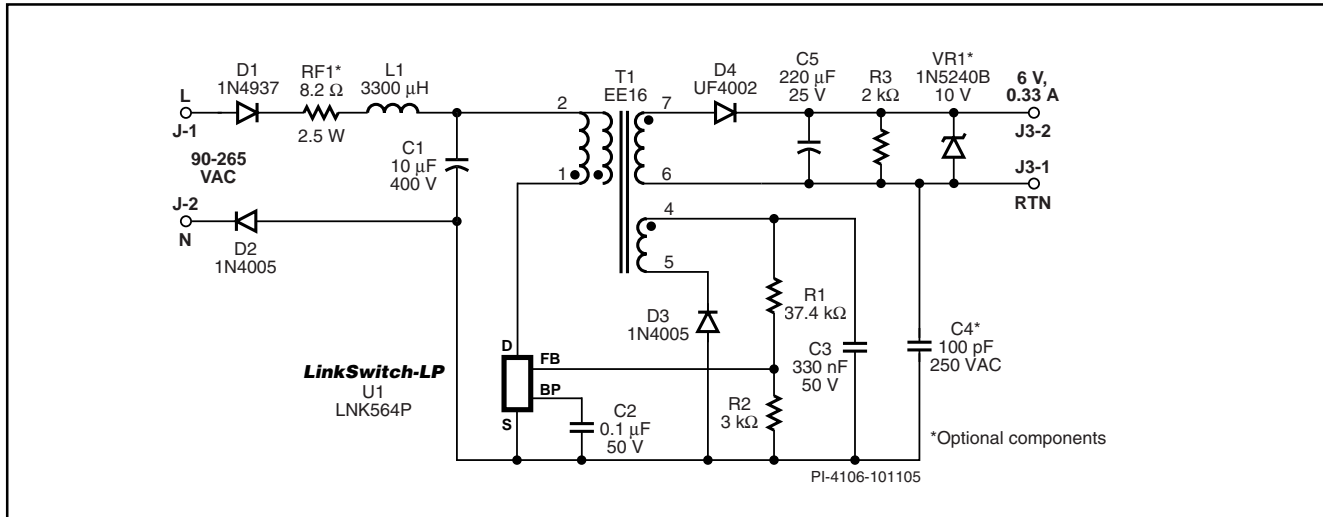 D1
1N4937
RF1*
8.2 Ω
2.5 W
L1
3300 µH
L
J-1
90-265
VAC
J-2
N
D2
1N4005
C1
10 µF
400 V
2
1
T1
EE16
7
6
4
5
D4
UF4002
C5
220 µF
25 V
R3
2 kΩ
VR1*
1N5240B
10 V
6 V,
0.33 A
J3-2
J3-1
RTN
D3
1N4005
R1
37.4 kΩ
C3
330 nF
50 V
C4*
100 pF
250 VAC
LinkSwitch-LP
U1
LNK564P
D
FB
BP
S
C2
0.1 µF
50 V
R2
3 kΩ
*Optional components
PI-4106-101105